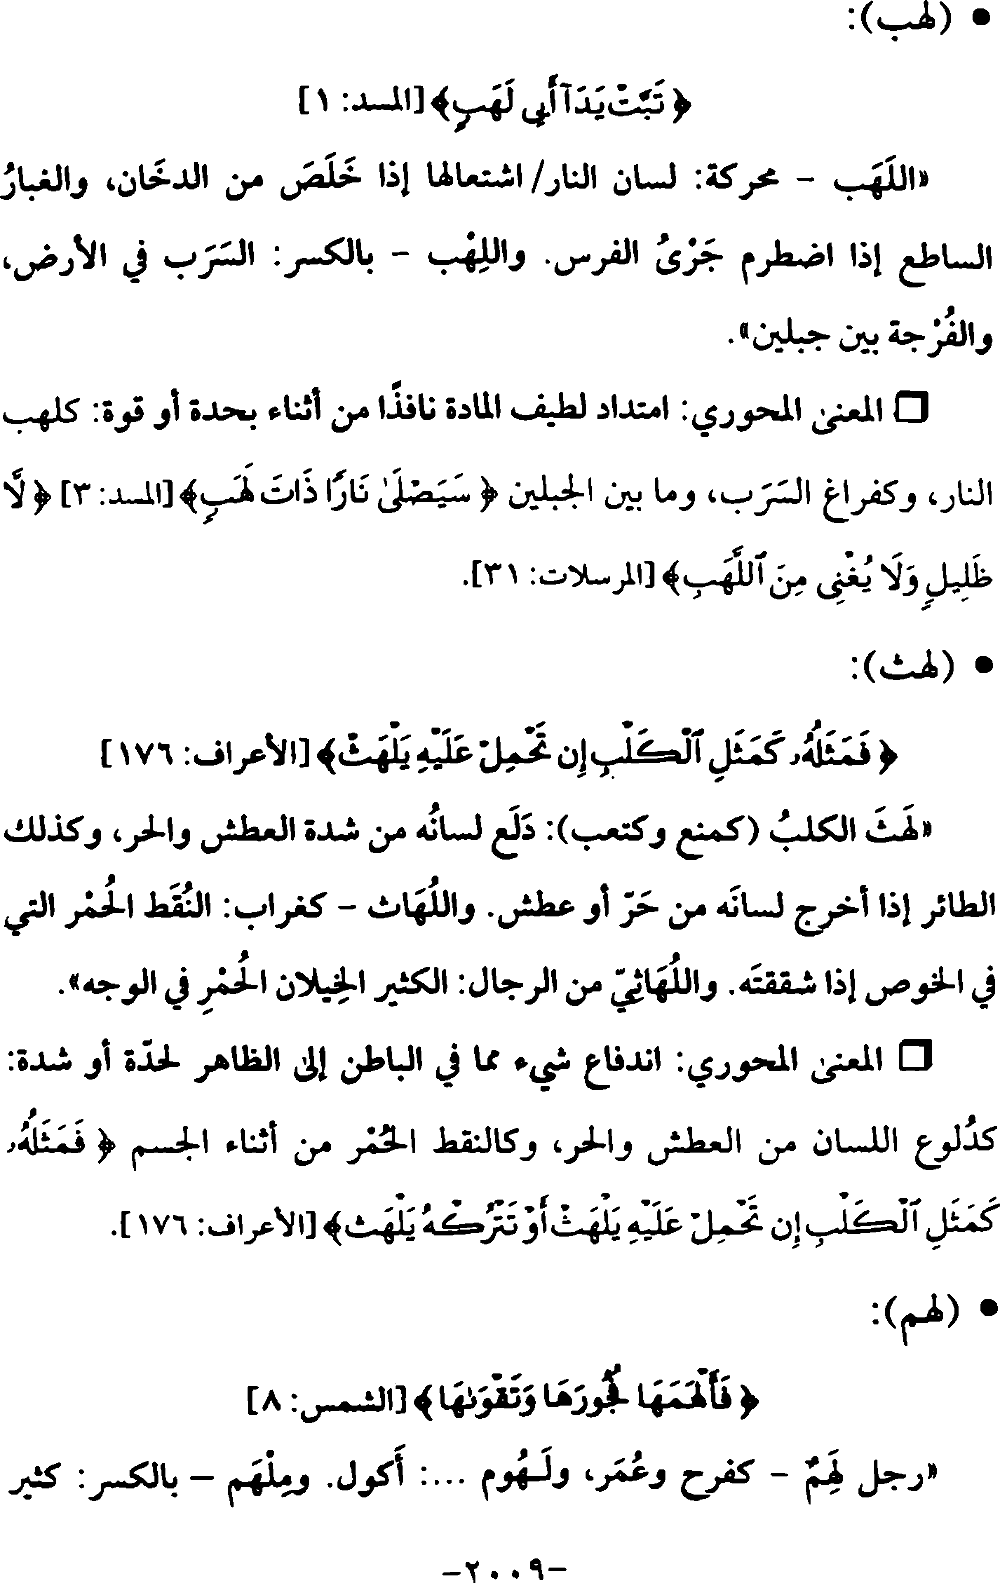 • (لهب):
﴿ تَبَّتْ يَدَآ أَبِي لَهَبٍ﴾ [المسد: ١]
«اللَهَب - محركة: لسان النار/ اشتعالها إذا خَلَصَ من الدخَان، والغبارُ
الساطع إذا اضطرم جَرْىُ الفرس. واللِهْب - بالكسر: السَرَب في الأرض،
والفُرْجة بين جبلين».
❒ المعنى المحوري: امتداد لطيف المادة نافذًا من أثناء بحدة أو قوة: كلهب
النار، وكفراغ السَرَب، وما بين الجبلين ﴿ سَيَصْلَىٰ نَارًا ذَاتَ لَهَبٍ﴾ [المسد: ٣] ﴿ لَّا
ظَلِيلٍ وَلَا يُغْنِى مِنَ ٱللَّهَبِ﴾ [المرسلات: ٣١].
• (لهث):
﴿ فَمَثَلُهُۥ كَمَثَلِ ٱلْكَلْبِ إِن تَحْمِلْ عَلَيْهِ يَلْهَثْ﴾ [الأعراف: ١٧٦]
«لَهَثَ الكلبُ (كمنع وكتعب): دَلَع لسانُه من شدة العطش والحر، وكذلك
الطائر إذا أخرج لسانَه من حَرّ أو عطش. واللُهَاث - كغراب: النُقَط الحُمْر التي
في الخوص إذا شققتَه. واللُهَاثِيّ من الرجال: الكثير الخِيلان الحُمْرِ في الوجه».
❒ المعنى المحوري: اندفاع شيء مما في الباطن إلى الظاهر لحدّة أو شدة:
كدُلوع اللسان من العطش والحر، وكالنقط الحُمْر من أثناء الجسم ﴿ فَمَثَلُهُۥ
كَمَثَلِ ٱلْكَلْبِ إِن تَحْمِلْ عَلَيْهِ يَلْهَثْ أَوْ تَتْرُكْهُ يَلْهَث﴾ [الأعراف: ١٧٦].
• (لهم):
﴿ فَأَلْهَمَهَا فُجُورَهَا وَتَقْوَىٰهَا﴾ [الشمس: ٨]
«رجل لَهِمٌ - كفرح وعُمَر، ولَهُوم ...: أَكول. ومِلْهَم – بالكسر: كثير
-٢٠٠٩-